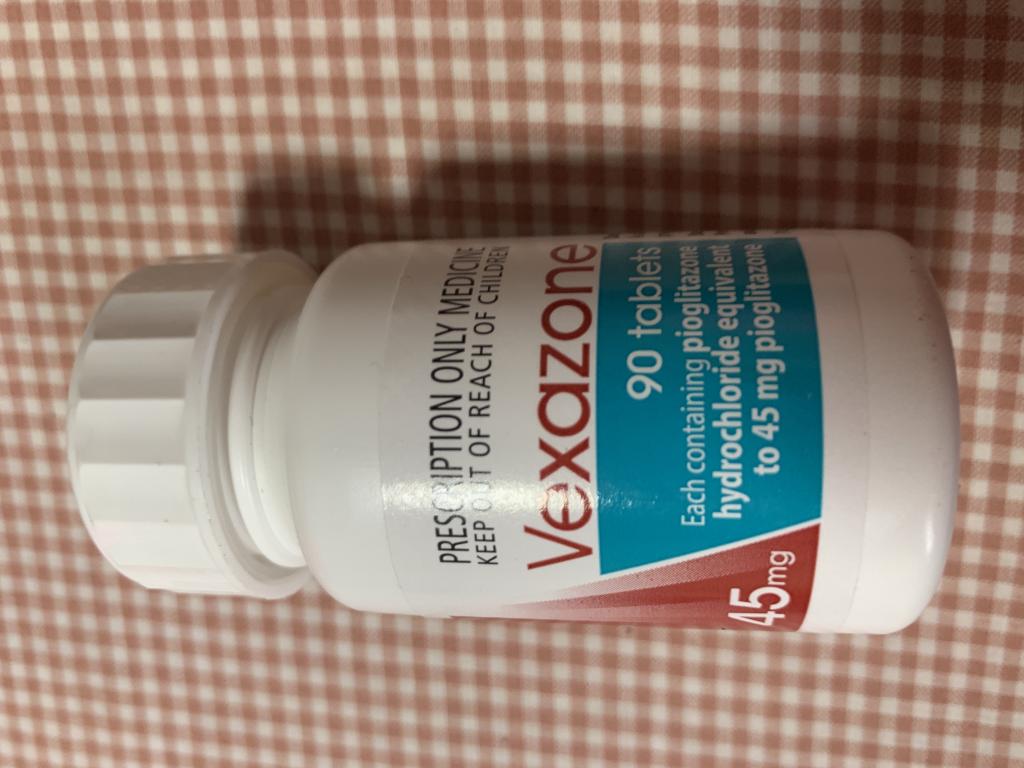 PRESCRIPTION ONLY MEDICINE
KEEP OUT OF REACH OF CHILDREN
Vexazone
90 tablets
Each containing pioglitazone
hydrochloride equivalent
to 45 mg pioglitazone
45mg